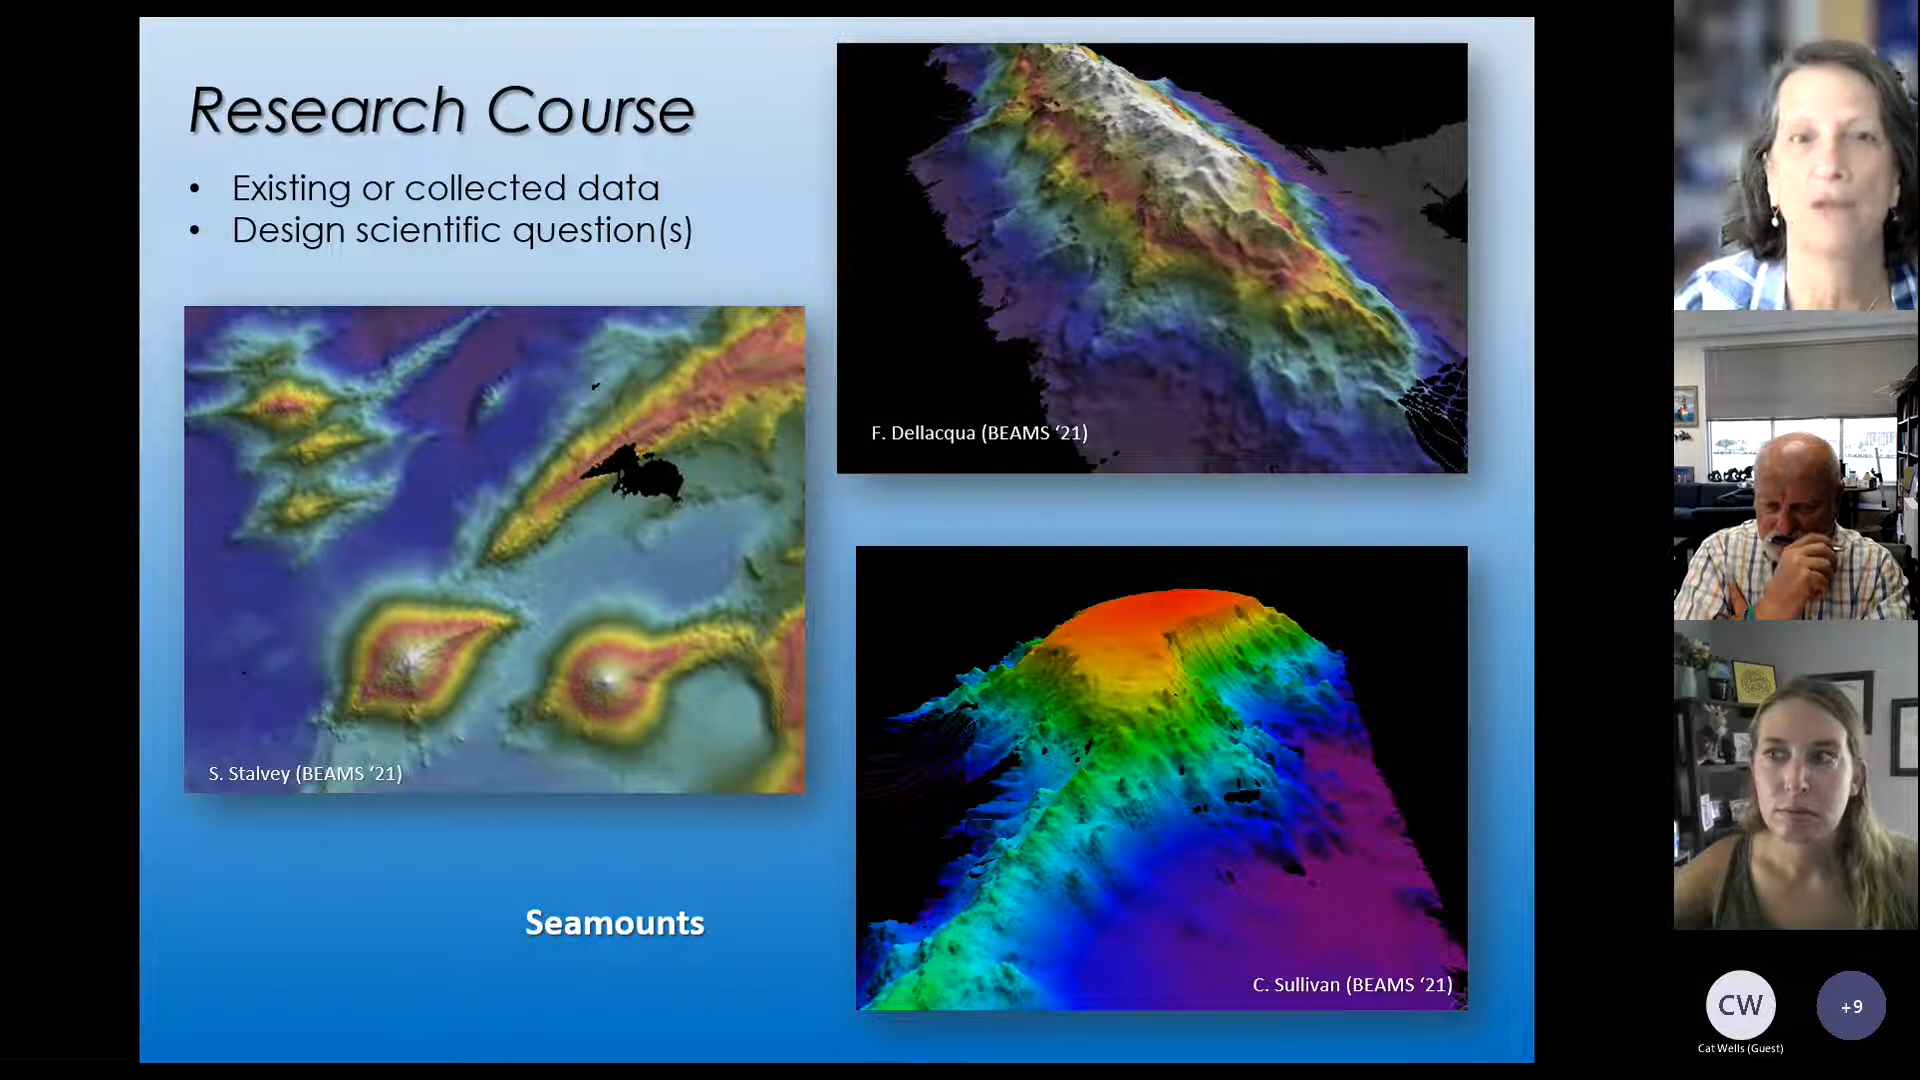 Research Course
• Existing or collected data
• Design scientific question(s)
F. Dellacqua (BEAMS ‘21)
S. Stalvey (BEAMS ‘21)
Seamounts
C. Sullivan (BEAMS ‘21)
CW
+9
Cat Wells (Guest)